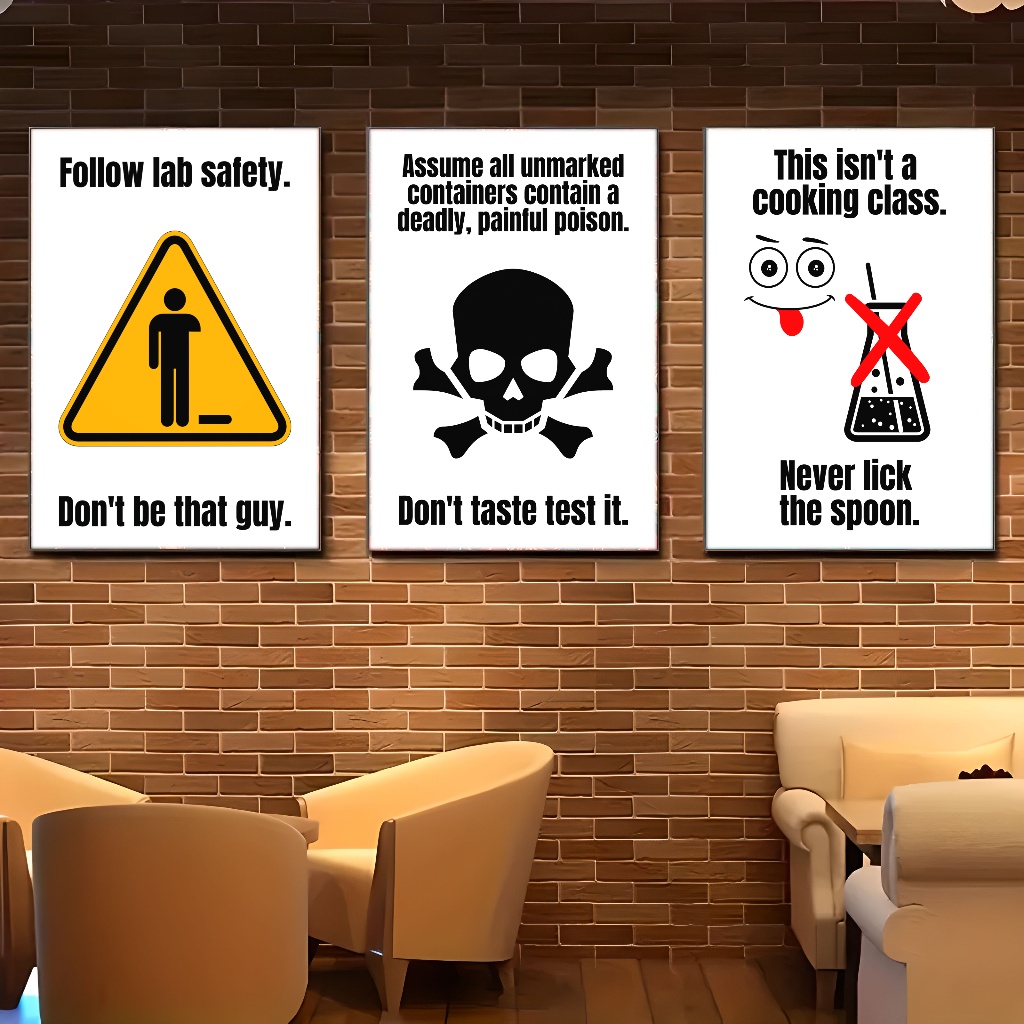 Follow lab safety.
Don't be that guy.
Assume all unmarked
containers contain a
deadly, painful poison.
Don't taste test it.
This isn't a
cooking class.
Never lick
the spoon.